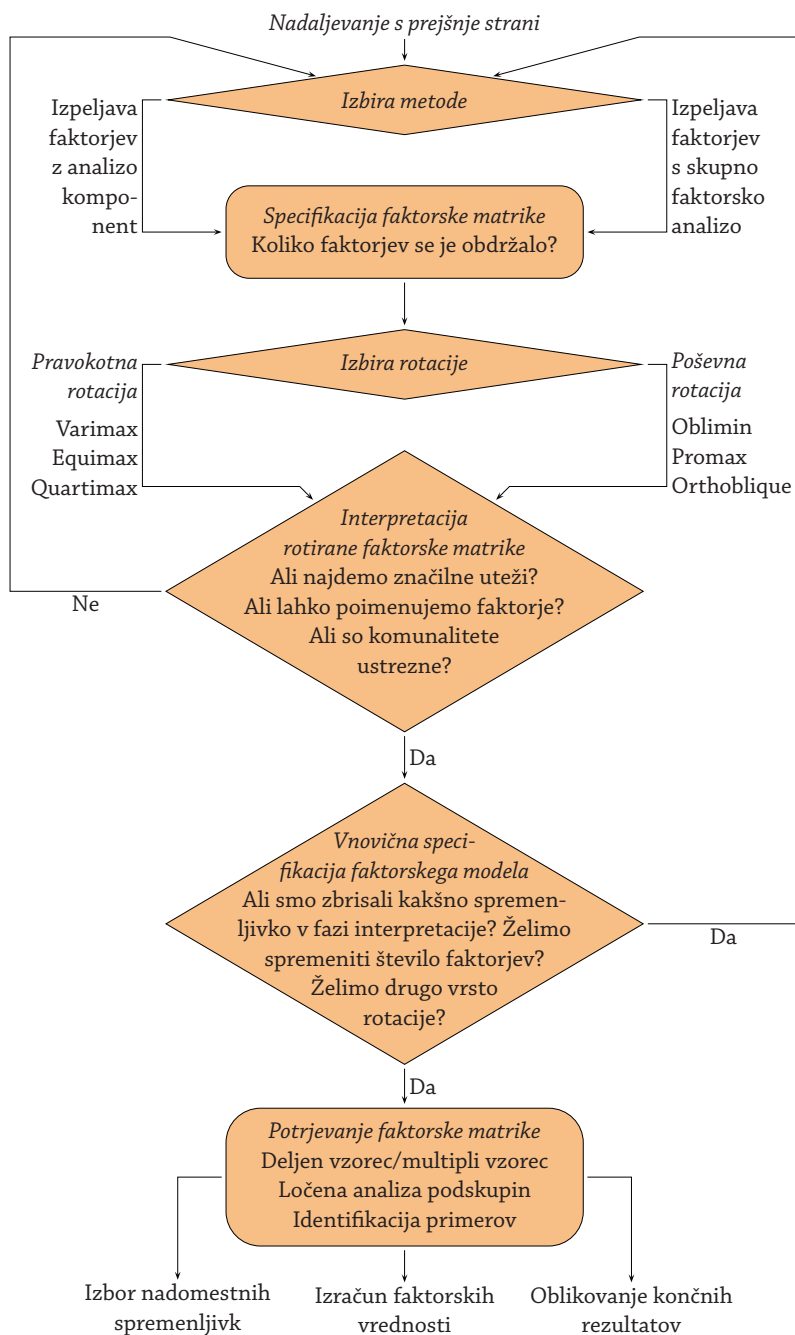 Nadaljevanje s prejšnje strani
Izbira metode
Izpeljava
faktorjev
z analizo
kompo-
nent
Izpeljava
faktorjev
s skupno
faktorsko
analizo
Specifikacija faktorske matrike
Koliko faktorjev se je obdržalo?
Izbira rotacije
Pravokotna
rotacija
Varimax
Equimax
Quartimax
Poševna
rotacija
Oblimin
Promax
Orthoblique
Interpretacija
rotirane faktorske matrike
Ali najdemo značilne uteži?
Ali lahko poimenujemo faktorje?
Ali so komunalitete
ustrezne?
Ne
Da
Vnovična speci-
fikacija faktorskega modela
Ali smo zbrisali kakšno spremen-
ljivko v fazi interpretacije? Želimo
spremeniti število faktorjev?
Želimo drugo vrsto
rotacije?
Da
Da
Potrjevanje faktorske matrike
Deljen vzorec/multipli vzorec
Ločena analiza podskupin
Identifikacija primerov
Izbor nadomestnih
spremenljivk
Izračun faktorskih
vrednosti
Oblikovanje končnih
rezultatov